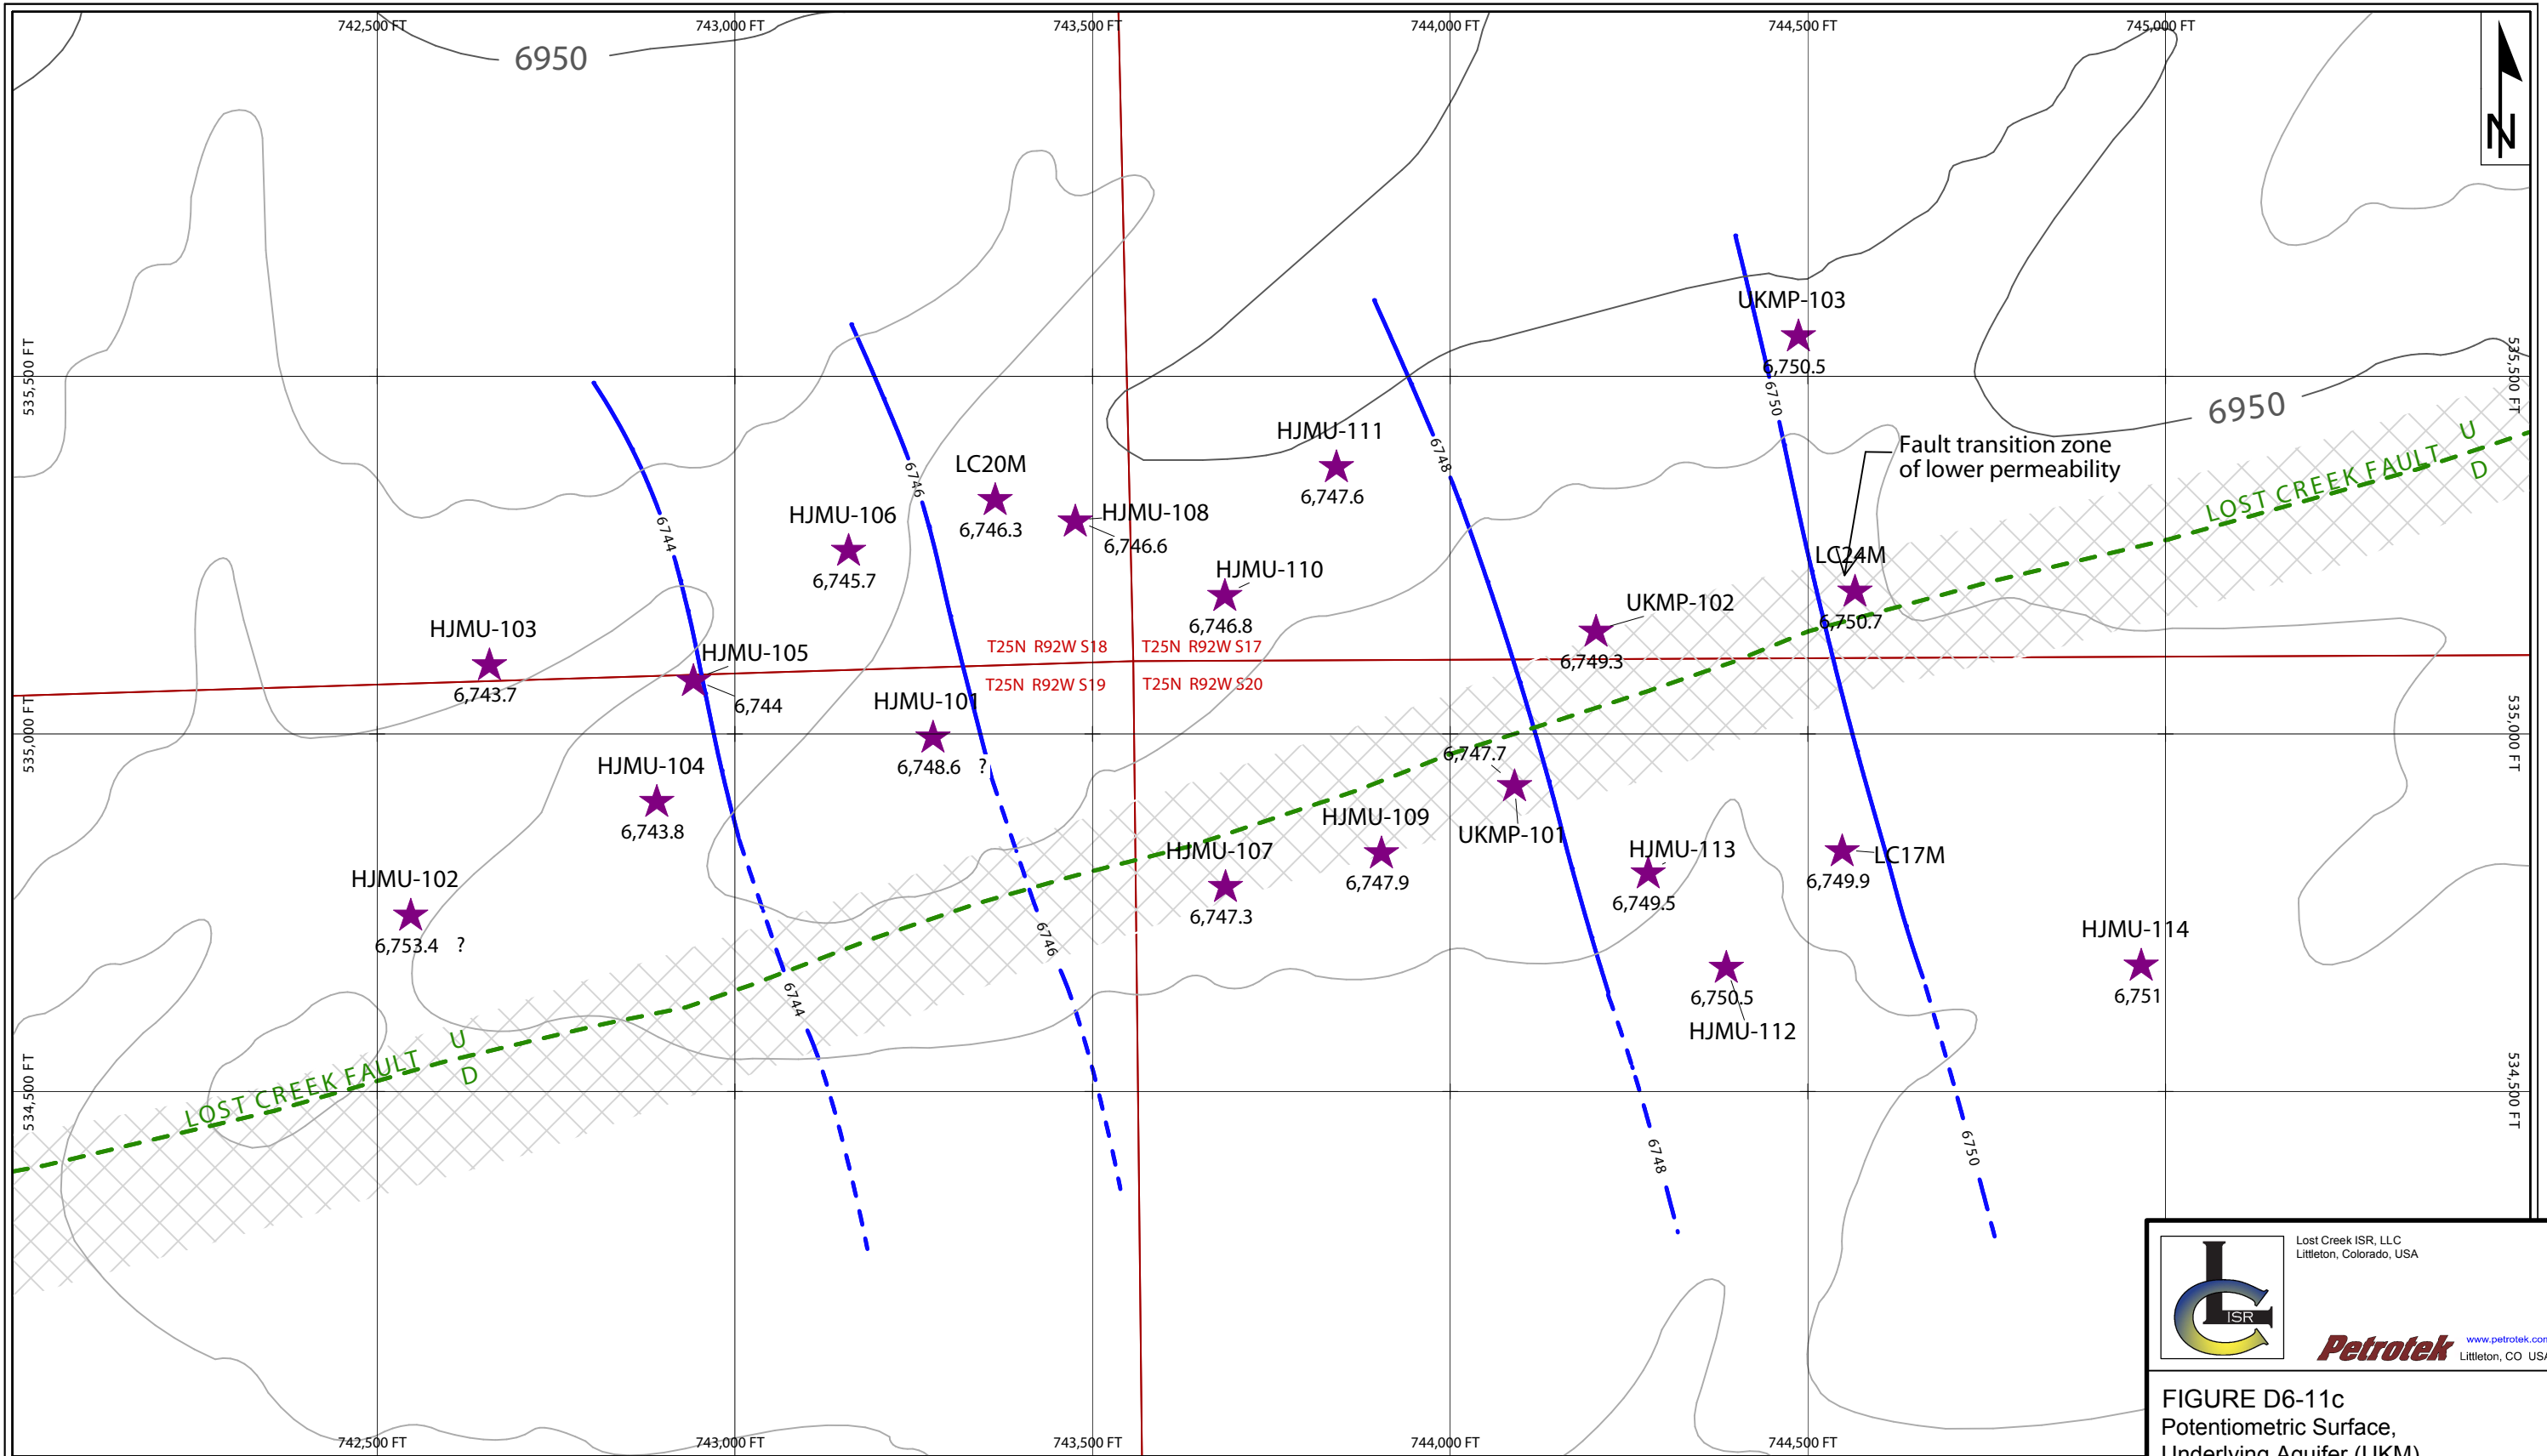 742,500 FT
743,000 FT
743,500 FT
744,000 FT
744,500 FT
745,000 FT
6950
N
UKMP-103
6,750.5
535,500 FT
535,500 FT
6750
6950
HJMU-111
6,747.6
6748
Fault transition zone
of lower permeability
U
LOST CREEK FAULT
D
LC20M
6,746.3
6746
HJMU-108
6,746.6
HJMU-106
6,745.7
6744
HJMU-110
6,746.8
LC24M
6,750.7
UKMP-102
6,749.3
HJMU-103
6,743.7
HJMU-105
6,744
T25N R92W S18
T25N R92W S17
T25N R92W S19
T25N R92W S20
HJMU-101
6,748.6 ?
535,000 FT
535,000 FT
6,747.7
UKMP-101
HJMU-104
6,743.8
HJMU-109
6,747.9
HJMU-107
6,747.3
HJMU-113
6,749.5
LC17M
6,749.9
HJMU-102
6,753.4 ?
6746
HJMU-114
6,751
6744
6,750.5
HJMU-112
U
LOST CREEK FAULT
D
534,500 FT
534,500 FT
6748
6750
Lost Creek ISR, LLC
Littleton, Colorado, USA
L
C
ISR
Petrotek
www.petrotek.com
Littleton, CO USA
FIGURE D6-11c
Potentiometric Surface,
Underlying Aquifer (UKM)
742,500 FT
743,000 FT
743,500 FT
744,000 FT
744,500 FT